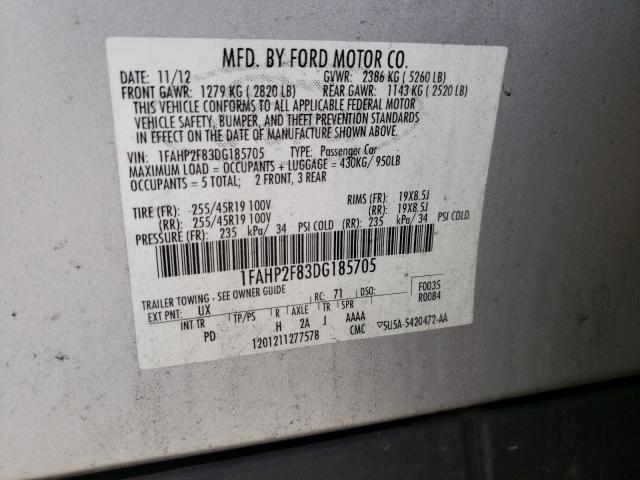 MFD. BY FORD MOTOR CO.
DATE: 11/12 GVWR: 2386 KG ( 5260 LB)
FRONT GAWR: 1279 KG ( 2820 LB) REAR GAWR: 1143 KG ( 2520 LB)
THIS VEHICLE CONFORMS TO ALL APPLICABLE FEDERAL MOTOR
VEHICLE SAFETY, BUMPER, AND THEFT PREVENTION STANDARDS
IN EFFECT ON THE DATE OF MANUFACTURE SHOWN ABOVE.
VIN: 1FAHP2F83DG185705 TYPE: Passenger Car
MAXIMUM LOAD = OCCUPANTS + LUGGAGE = 430KG/ 950LB
OCCUPANTS = 5 TOTAL; 2 FRONT, 3 REAR
TIRE (FR): 255/45R19 100V RIMS (FR): 19X8.5J
(RR): 255/45R19 100V (RR): 19X8.5J
PRESSURE (FR): 235 kPa/ 34 PSI COLD (RR): 235 kPa/ 34 PSI COLD
1FAHP2F83DG185705
TRAILER TOWING - SEE OWNER GUIDE
EXT PNT: UX RC: 71 DSO: F0035
R0084
INT TR TP/PS R AXLE TR SPR
PD H 2A J AAAA
1201211277578 CMC ▽5U5A-5420472-AA